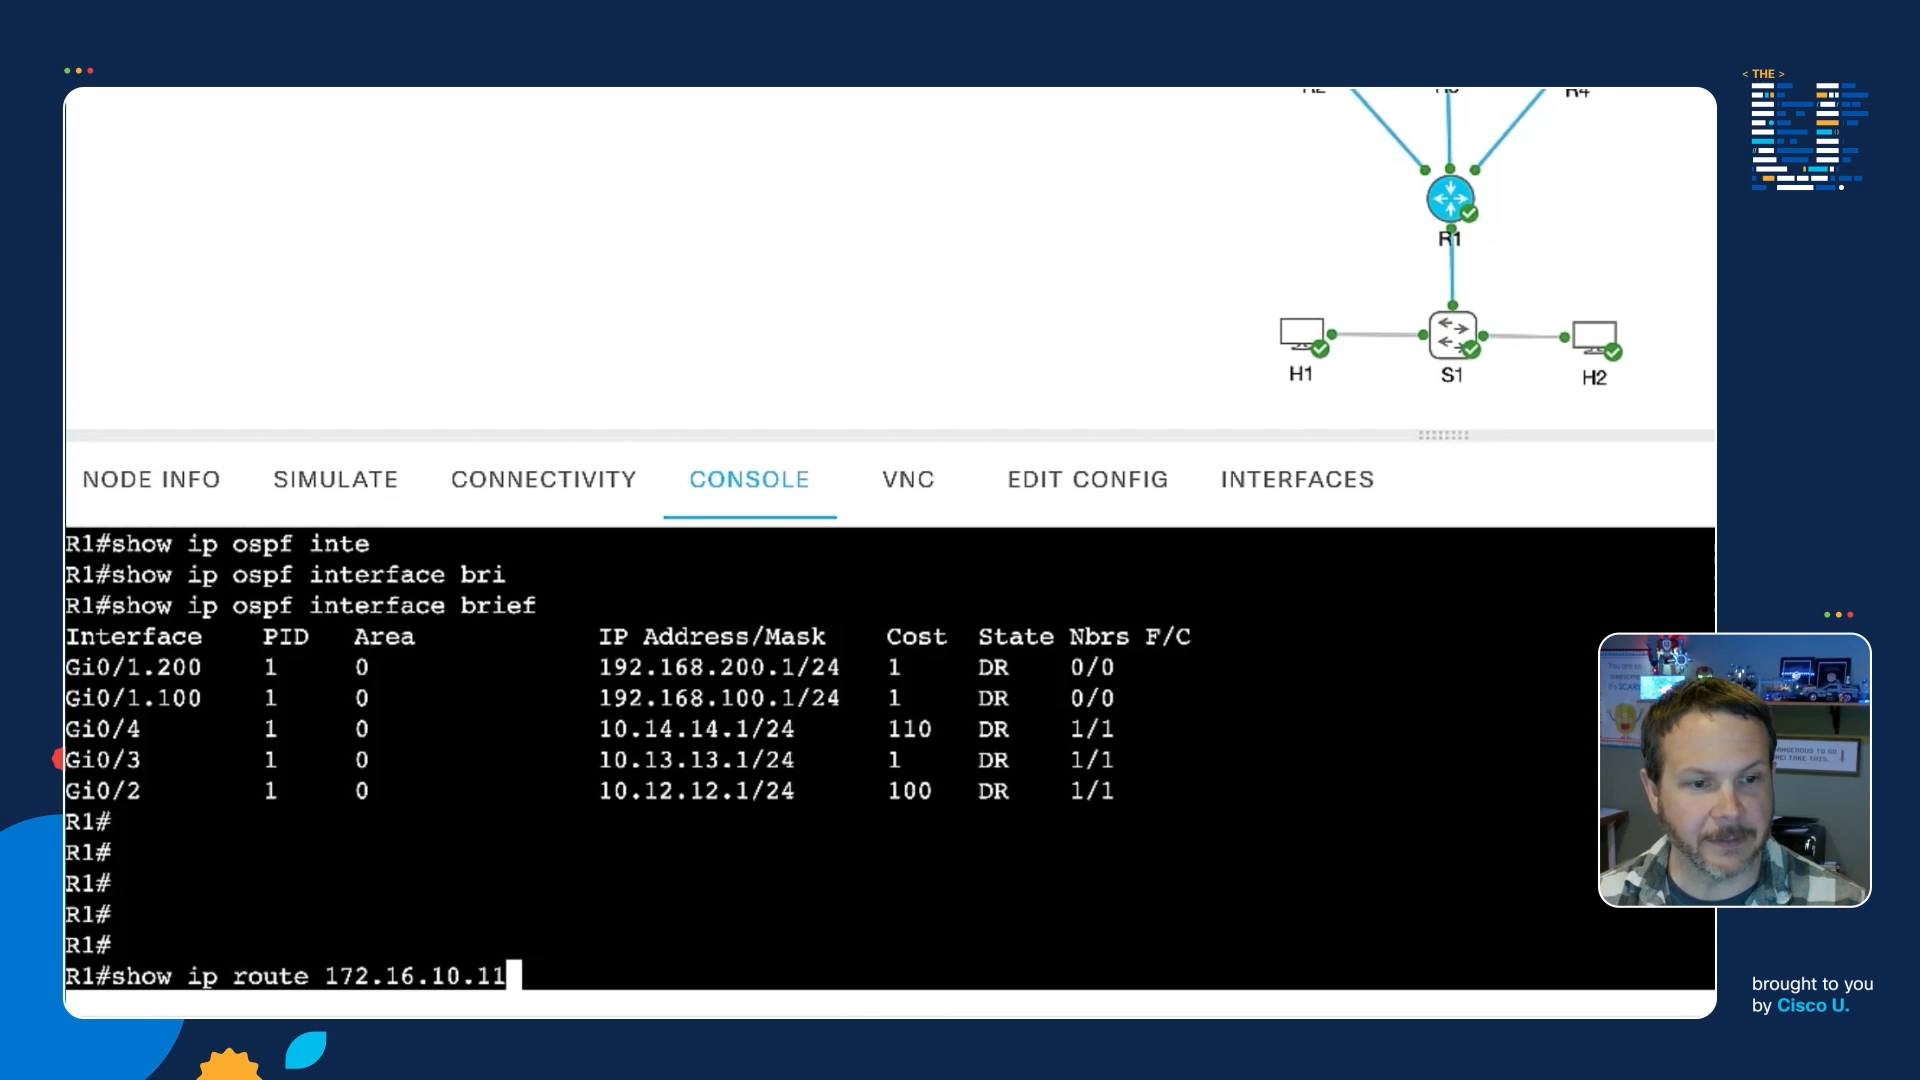 < THE >
R4
R1
H1
S1
H2
NODE INFO SIMULATE CONNECTIVITY CONSOLE VNC EDIT CONFIG INTERFACES
R1#show ip ospf inte
R1#show ip ospf interface bri
R1#show ip ospf interface brief
Interface PID Area IP Address/Mask Cost State Nbrs F/C
Gi0/1.200 1 0 192.168.200.1/24 1 DR 0/0
Gi0/1.100 1 0 192.168.100.1/24 1 DR 0/0
Gi0/4 1 0 10.14.14.1/24 110 DR 1/1
Gi0/3 1 0 10.13.13.1/24 1 DR 1/1
Gi0/2 1 0 10.12.12.1/24 100 DR 1/1
R1#
R1#
R1#
R1#
R1#
R1#show ip route 172.16.10.11
brought to you
by Cisco U.